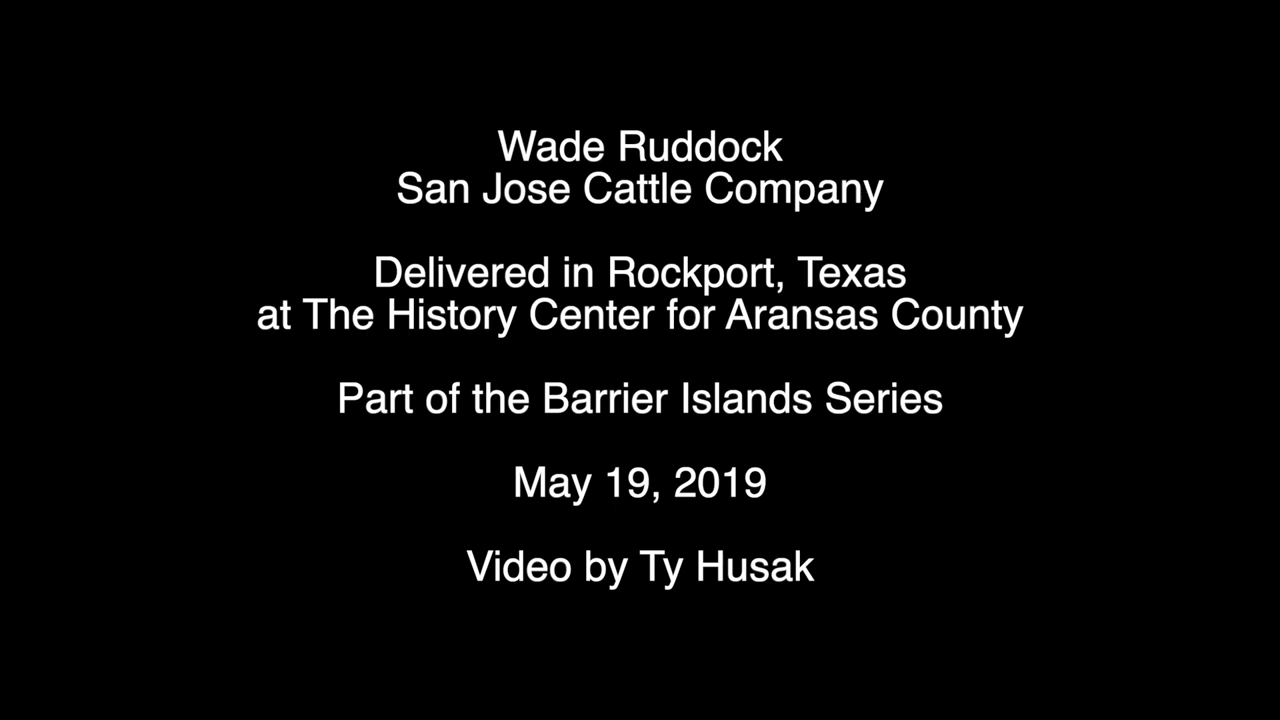 Wade Ruddock
San Jose Cattle Company
Delivered in Rockport, Texas
at The History Center for Aransas County
Part of the Barrier Islands Series
May 19, 2019
Video by Ty Husak